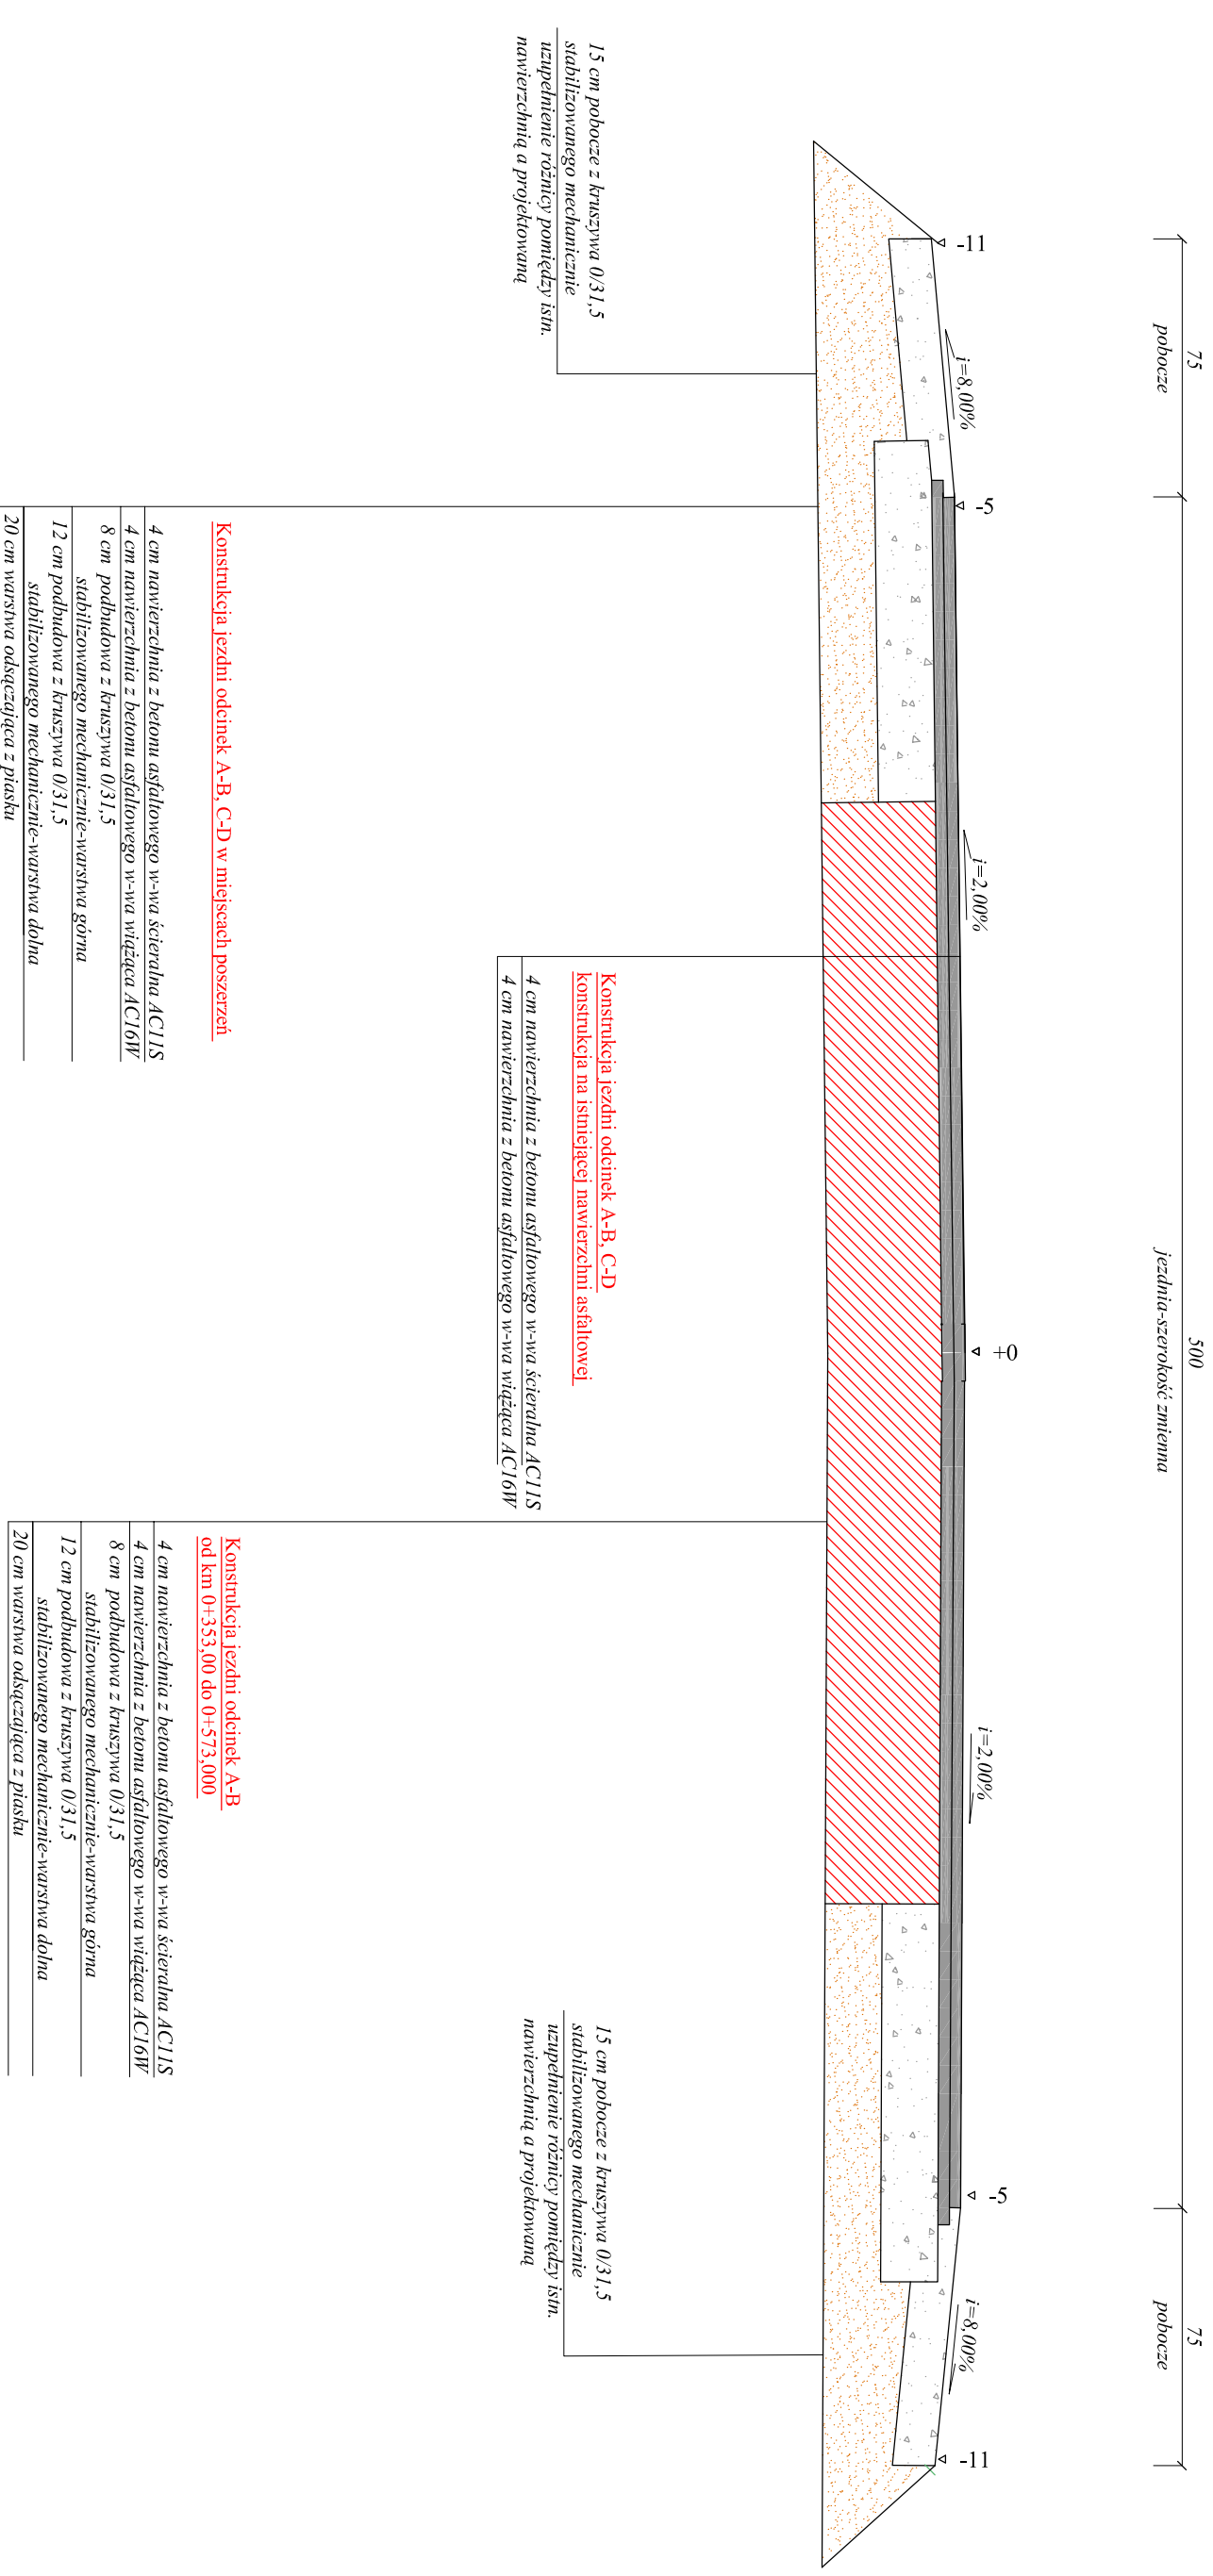 75
500
75
pobocze
jezdnia-szerokość zmienna
pobocze
-11
-5
+0
-5
-11
i=8,00%
i=2,00%
i=2,00%
i=8,00%
15 cm pobocze z kruszywa 0/31,5
stabilizowanego mechanicznie
uzupełnienie różnicy pomiędzy istn.
nawierzchnią a projektowaną
Konstrukcja jezdni odcinek A-B, C-D
konstrukcja na istniejącej nawierzchni asfaltowej
4 cm nawierzchnia z betonu asfaltowego w-wa ścieralna AC11S
4 cm nawierzchnia z betonu asfaltowego w-wa wiążąca AC16W
15 cm pobocze z kruszywa 0/31,5
stabilizowanego mechanicznie
uzupełnienie różnicy pomiędzy istn.
nawierzchnią a projektowaną
Konstrukcja jezdni odcinek A-B, C-D w miejscach poszerzeń
4 cm nawierzchnia z betonu asfaltowego w-wa ścieralna AC11S
4 cm nawierzchnia z betonu asfaltowego w-wa wiążąca AC16W
8 cm podbudowa z kruszywa 0/31,5
stabilizowanego mechanicznie-warstwa górna
12 cm podbudowa z kruszywa 0/31,5
stabilizowanego mechanicznie-warstwa dolna
20 cm warstwa odsączająca z piasku
Konstrukcja jezdni odcinek A-B
od km 0+353,00 do 0+573,000
4 cm nawierzchnia z betonu asfaltowego w-wa ścieralna AC11S
4 cm nawierzchnia z betonu asfaltowego w-wa wiążąca AC16W
8 cm podbudowa z kruszywa 0/31,5
stabilizowanego mechanicznie-warstwa górna
12 cm podbudowa z kruszywa 0/31,5
stabilizowanego mechanicznie-warstwa dolna
20 cm warstwa odsączająca z piasku